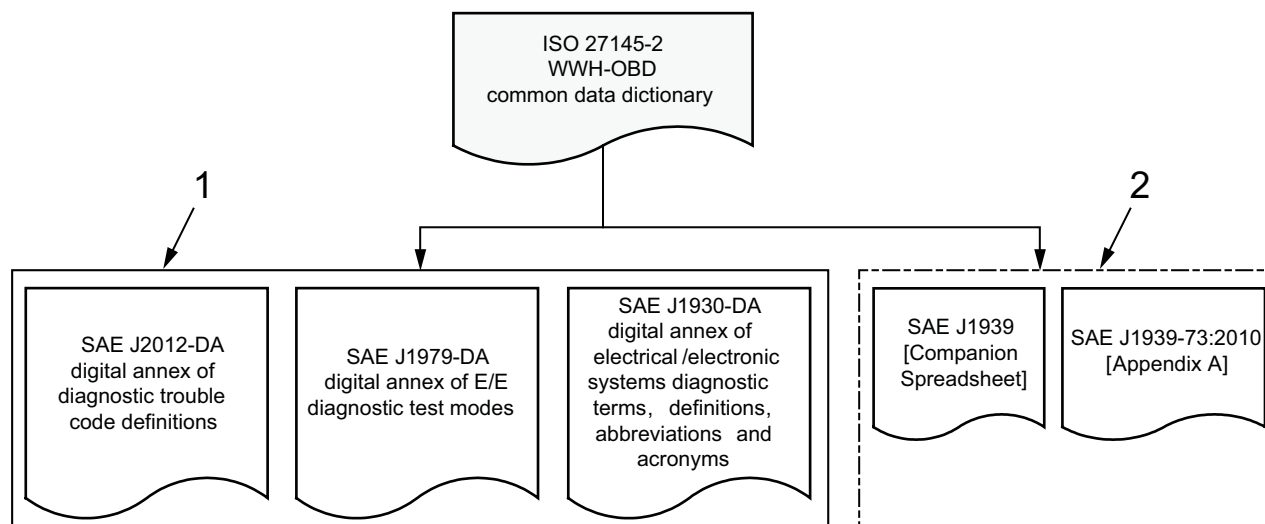 ISO 27145-2
WWH-OBD
common data dictionary
1
2
SAE J2012-DA
digital annex of
diagnostic trouble
code definitions
SAE J1979-DA
digital annex of E/E
diagnostic test modes
SAE J1930-DA
digital annex of
electrical/electronic
systems diagnostic
terms, definitions,
abbreviations and
acronyms
SAE J1939
[Companion
Spreadsheet]
SAE J1939-73:2010
[Appendix A]